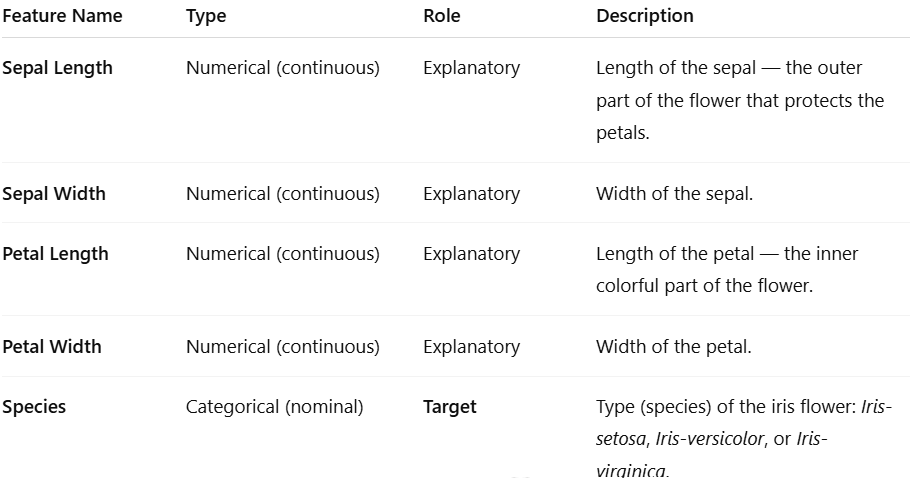 Feature Name Type Role Description
Sepal Length Numerical (continuous) Explanatory Length of the sepal — the outer
part of the flower that protects the
petals.
Sepal Width Numerical (continuous) Explanatory Width of the sepal.
Petal Length Numerical (continuous) Explanatory Length of the petal — the inner
colorful part of the flower.
Petal Width Numerical (continuous) Explanatory Width of the petal.
Species Categorical (nominal) Target Type (species) of the iris flower: Iris-
setosa, Iris-versicolor, or Iris-
virginica.